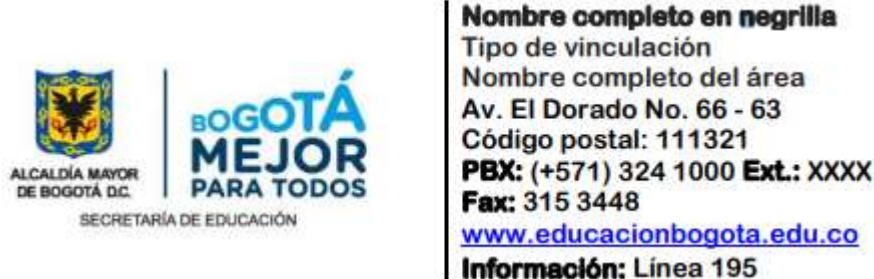 ALCALDÍA MAYOR
DE BOGOTÁ D.C.
BOGOTÁ
MEJOR
PARA TODOS
SECRETARÍA DE EDUCACIÓN
Nombre completo en negrilla
Tipo de vinculación
Nombre completo del área
Av. El Dorado No. 66 - 63
Código postal: 111321
PBX: (+571) 324 1000 Ext.: XXXX
Fax: 315 3448
www.educacionbogota.edu.co
Información: Línea 195